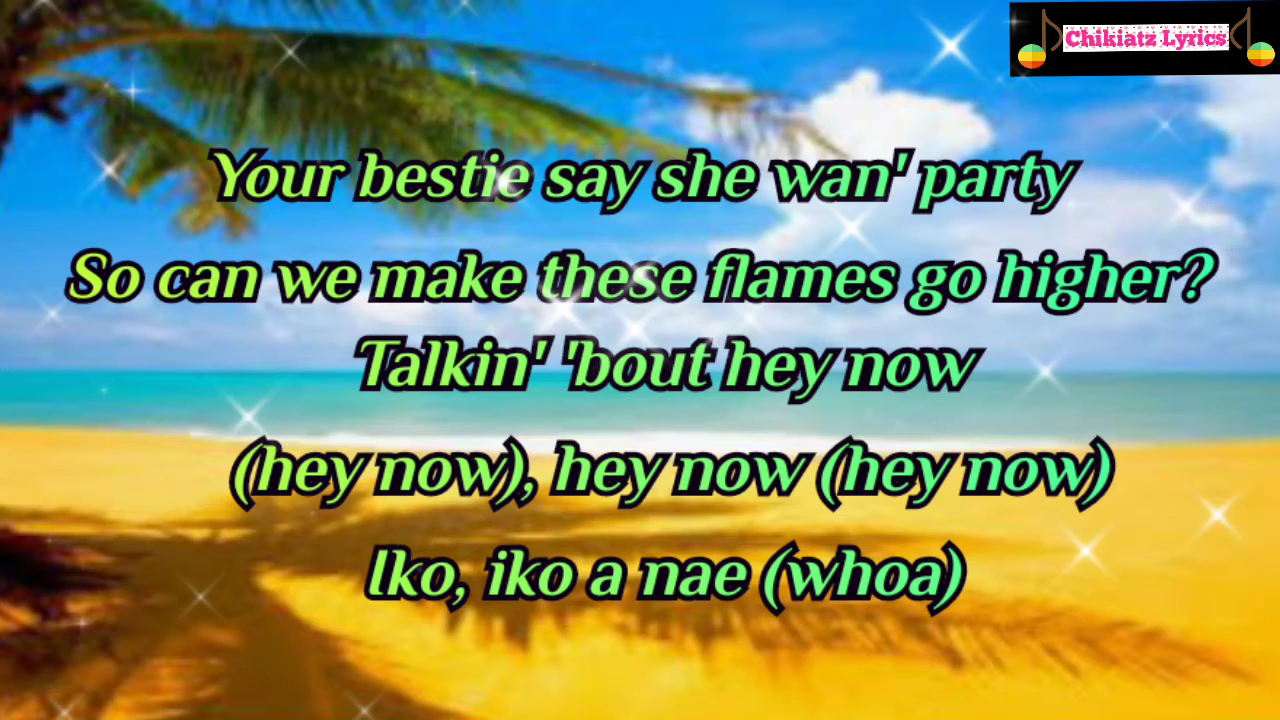 Chikiatz Lyrics
Your bestie say she wan' party
So can we make these flames go higher?
Talkin' 'bout hey now
(hey now), hey now (hey now)
Iko, iko a nae (whoa)